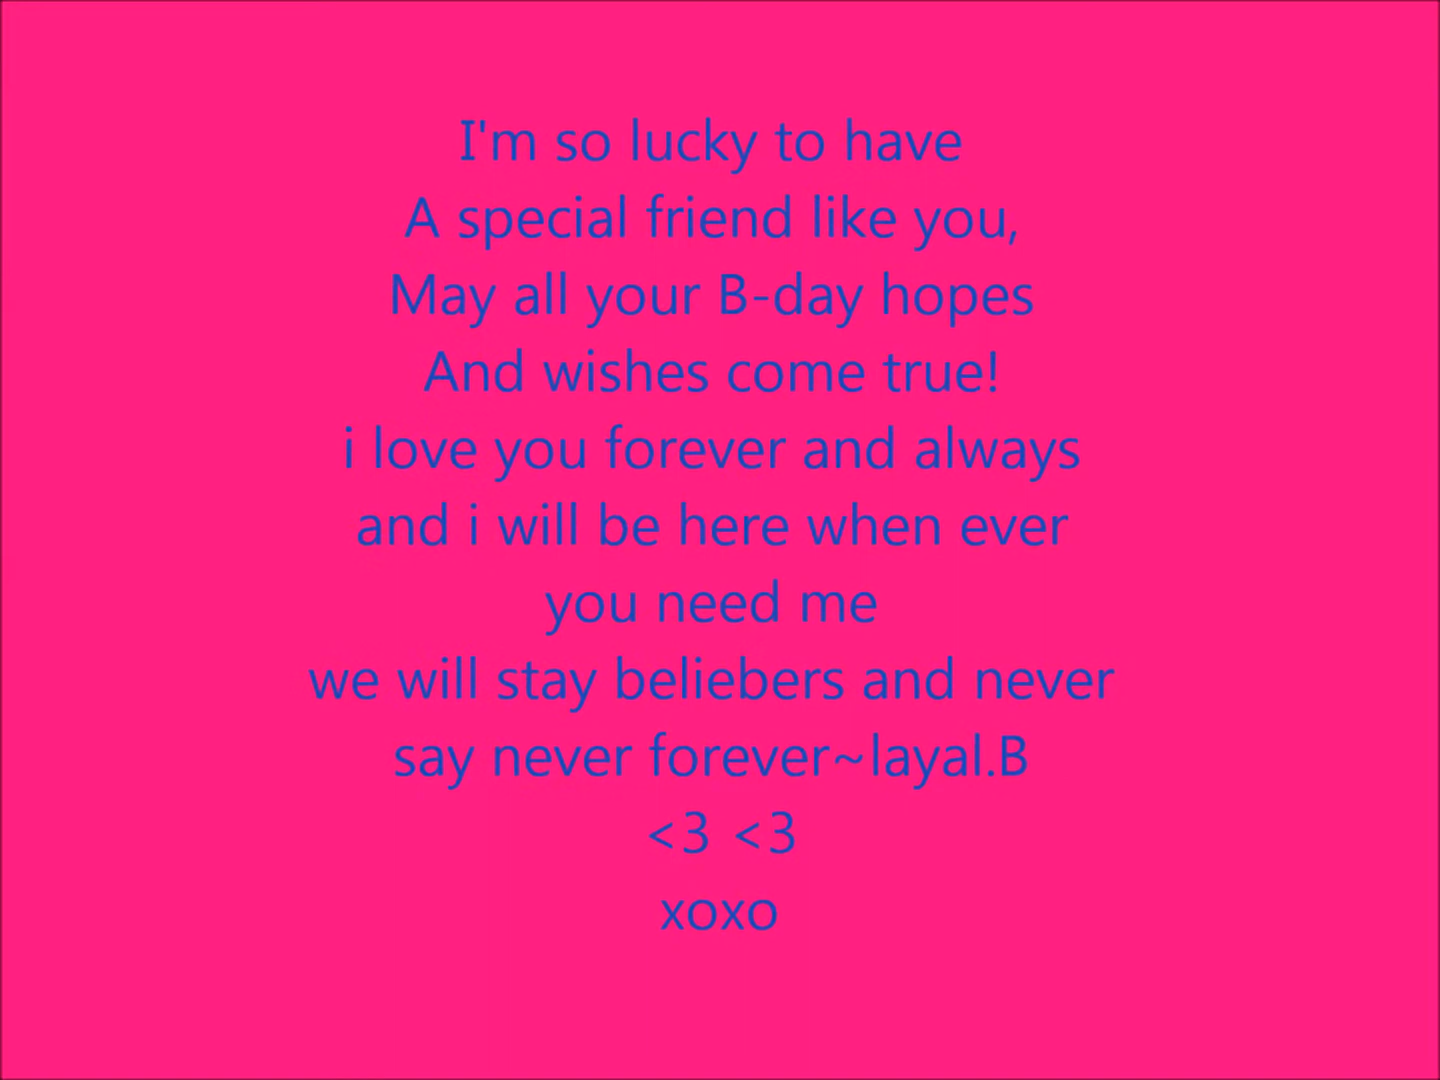 I'm so lucky to have
A special friend like you,
May all your B-day hopes
And wishes come true!
i love you forever and always
and i will be here when ever
you need me
we will stay beliebers and never
say never forever~layal.B
<3 <3
xoxo